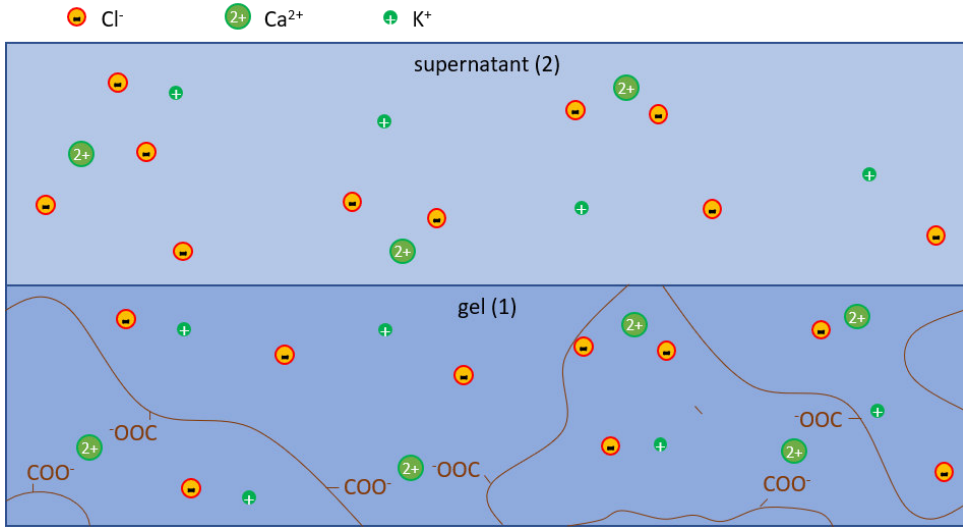 Cl⁻ Ca²⁺ K⁺
2+ +
supernatant (2)
2+
+
+
2+
+
+
2+
gel (1)
+ + 2+ 2+
+
⁻OOC ⁻OOC
2+ + 2+
COO⁻ 2+ ⁻OOC
COO⁻ COO⁻
+